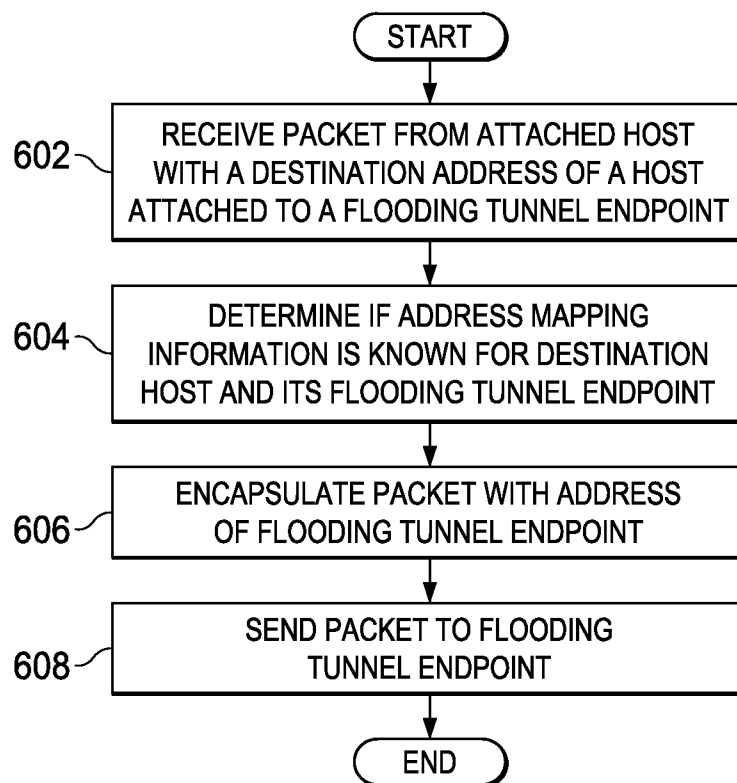 START
602
RECEIVE PACKET FROM ATTACHED HOST
WITH A DESTINATION ADDRESS OF A HOST
ATTACHED TO A FLOODING TUNNEL ENDPOINT
604
DETERMINE IF ADDRESS MAPPING
INFORMATION IS KNOWN FOR DESTINATION
HOST AND ITS FLOODING TUNNEL ENDPOINT
606
ENCAPSULATE PACKET WITH ADDRESS
OF FLOODING TUNNEL ENDPOINT
608
SEND PACKET TO FLOODING
TUNNEL ENDPOINT
END